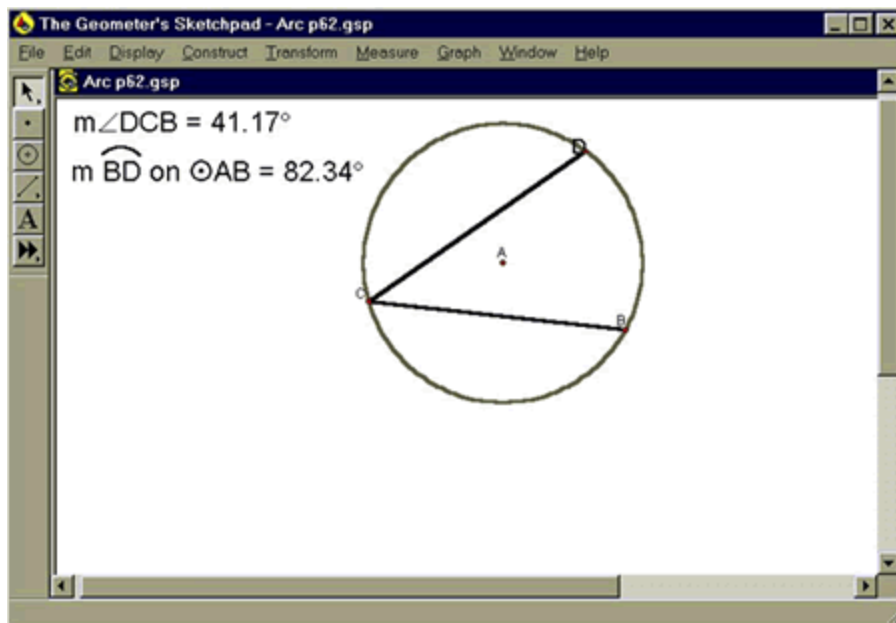 The Geometer's Sketchpad - Arc p62.gsp
File Edit Display Construct Transform Measure Graph Window Help
Arc p62.gsp
A
m∠DCB = 41.17°
m BD on ⊙AB = 82.34°
D
A
C
B